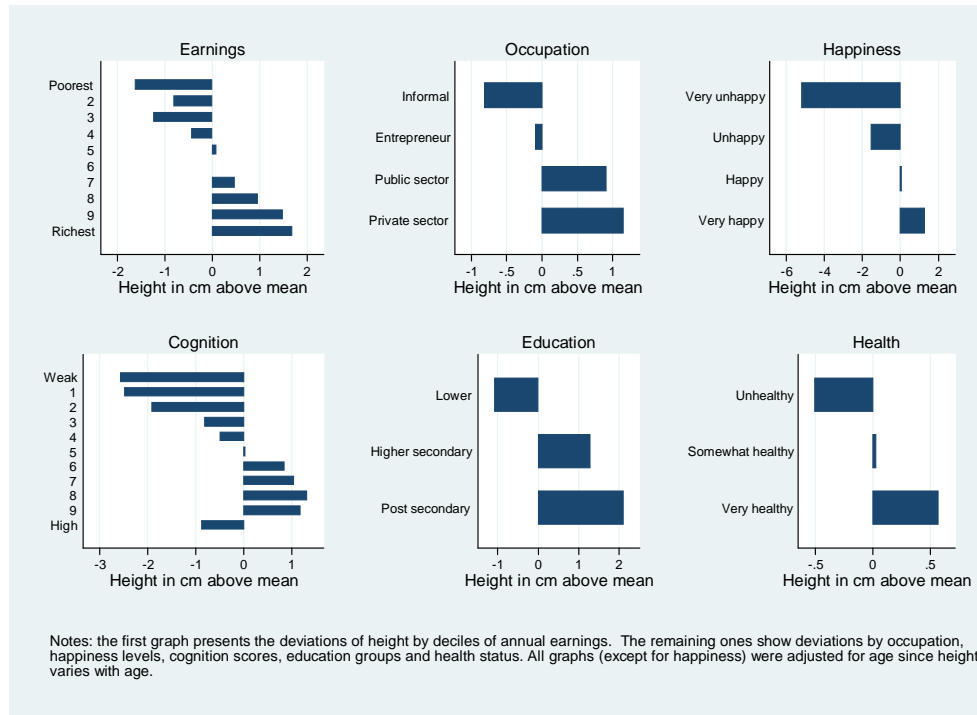 Earnings
Poorest
2
3
4
5
6
7
8
9
Richest
-2 -1 0 1 2
Height in cm above mean
Occupation
Informal
Entrepreneur
Public sector
Private sector
-1 -.5 0 .5 1
Height in cm above mean
Happiness
Very unhappy
Unhappy
Happy
Very happy
-6 -4 -2 0 2
Height in cm above mean
Cognition
Weak
1
2
3
4
5
6
7
8
9
High
-3 -2 -1 0 1
Height in cm above mean
Education
Lower
Higher secondary
Post secondary
-1 0 1 2
Height in cm above mean
Health
Unhealthy
Somewhat healthy
Very healthy
-.5 0 .5
Height in cm above mean
Notes: the first graph presents the deviations of height by deciles of annual earnings. The remaining ones show deviations by occupation,
happiness levels, cognition scores, education groups and health status. All graphs (except for happiness) were adjusted for age since height
varies with age.